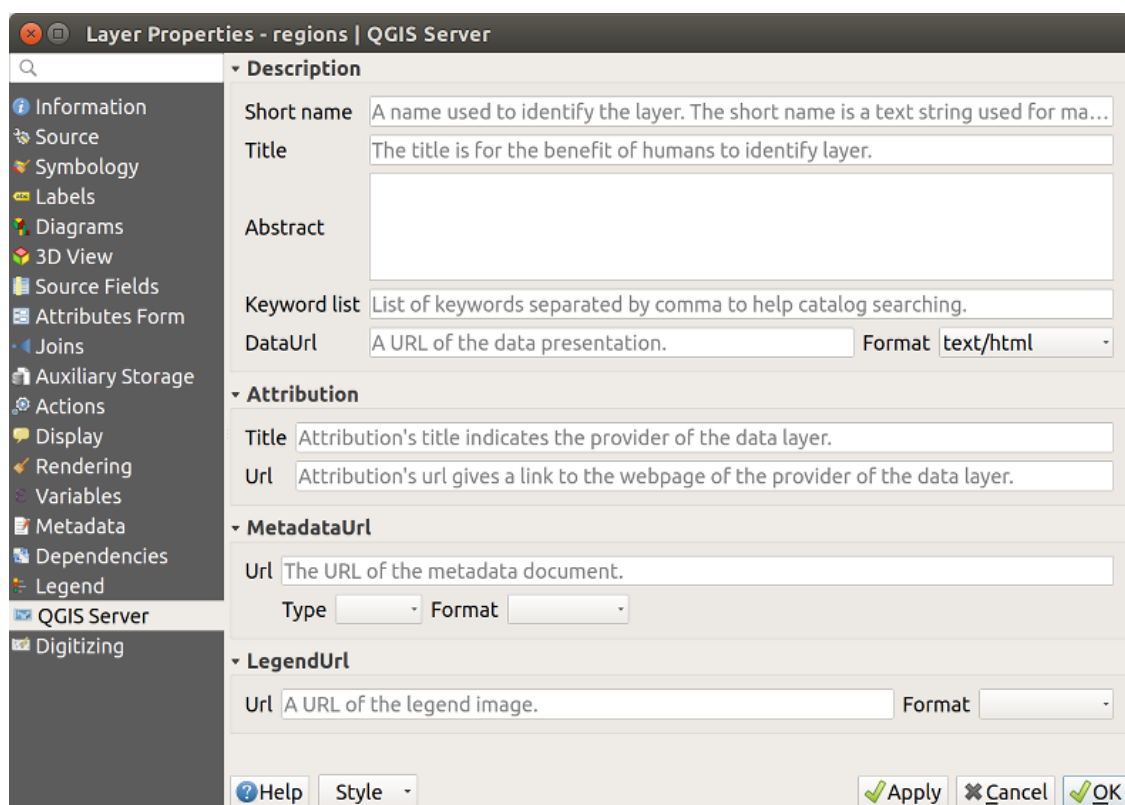 Layer Properties - regions | QGIS Server
Information
Source
Symbology
Labels
Diagrams
3D View
Source Fields
Attributes Form
Joins
Auxiliary Storage
Actions
Display
Rendering
Variables
Metadata
Dependencies
Legend
QGIS Server
Digitizing
Description
Short name A name used to identify the layer. The short name is a text string used for ma...
Title The title is for the benefit of humans to identify layer.
Abstract
Keyword list List of keywords separated by comma to help catalog searching.
DataUrl A URL of the data presentation. Format text/html
Attribution
Title Attribution's title indicates the provider of the data layer.
Url Attribution's url gives a link to the webpage of the provider of the data layer.
MetadataUrl
Url The URL of the metadata document.
Type Format
LegendUrl
Url A URL of the legend image. Format
Help Style Apply Cancel OK